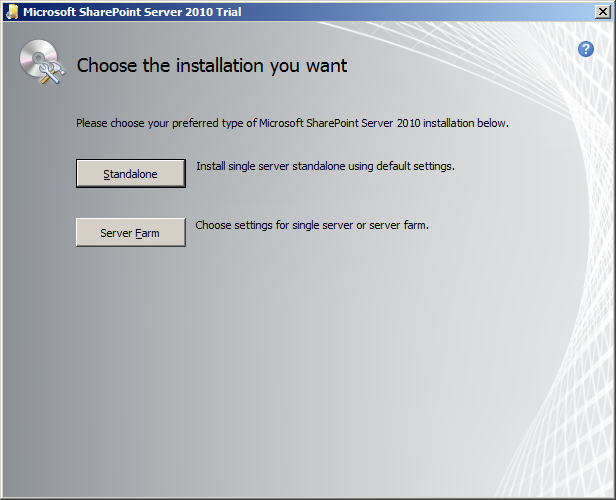 Microsoft SharePoint Server 2010 Trial
Choose the installation you want
Please choose your preferred type of Microsoft SharePoint Server 2010 installation below.
Standalone
Install single server standalone using default settings.
Server Farm
Choose settings for single server or server farm.